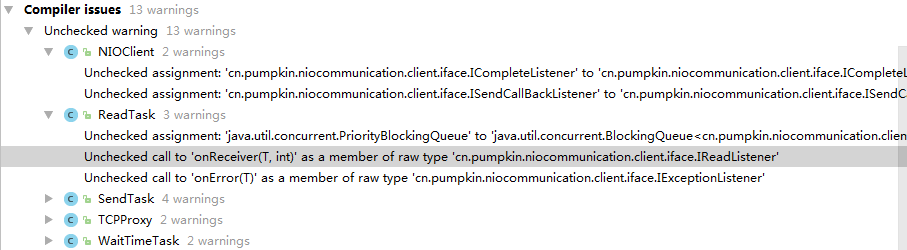 Compiler issues 13 warnings
Unchecked warning 13 warnings
NIOClient 2 warnings
Unchecked assignment: 'cn.pumpkin.niocommunication.client.iface.ICompleteListener' to 'cn.pumpkin.niocommunication.client.iface.ICompleteL
Unchecked assignment: 'cn.pumpkin.niocommunication.client.iface.ISendCallBackListener' to 'cn.pumpkin.niocommunication.client.iface.ISendC
ReadTask 3 warnings
Unchecked assignment: 'java.util.concurrent.PriorityBlockingQueue' to 'java.util.concurrent.BlockingQueue<cn.pumpkin.niocommunication.clien
Unchecked call to 'onReceiver(T, int)' as a member of raw type 'cn.pumpkin.niocommunication.client.iface.IReadListener'
Unchecked call to 'onError(T)' as a member of raw type 'cn.pumpkin.niocommunication.client.iface.IExceptionListener'
SendTask 4 warnings
TCPProxy 2 warnings
WaitTimeTask 2 warnings